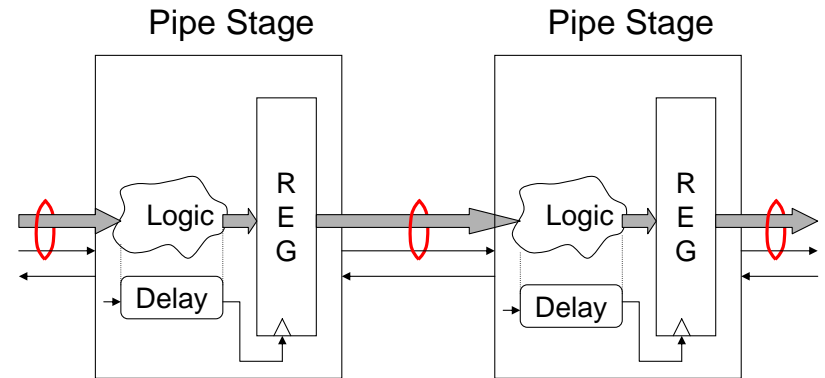 Pipe Stage
Pipe Stage
Logic
R
E
G
Delay
Logic
R
E
G
Delay